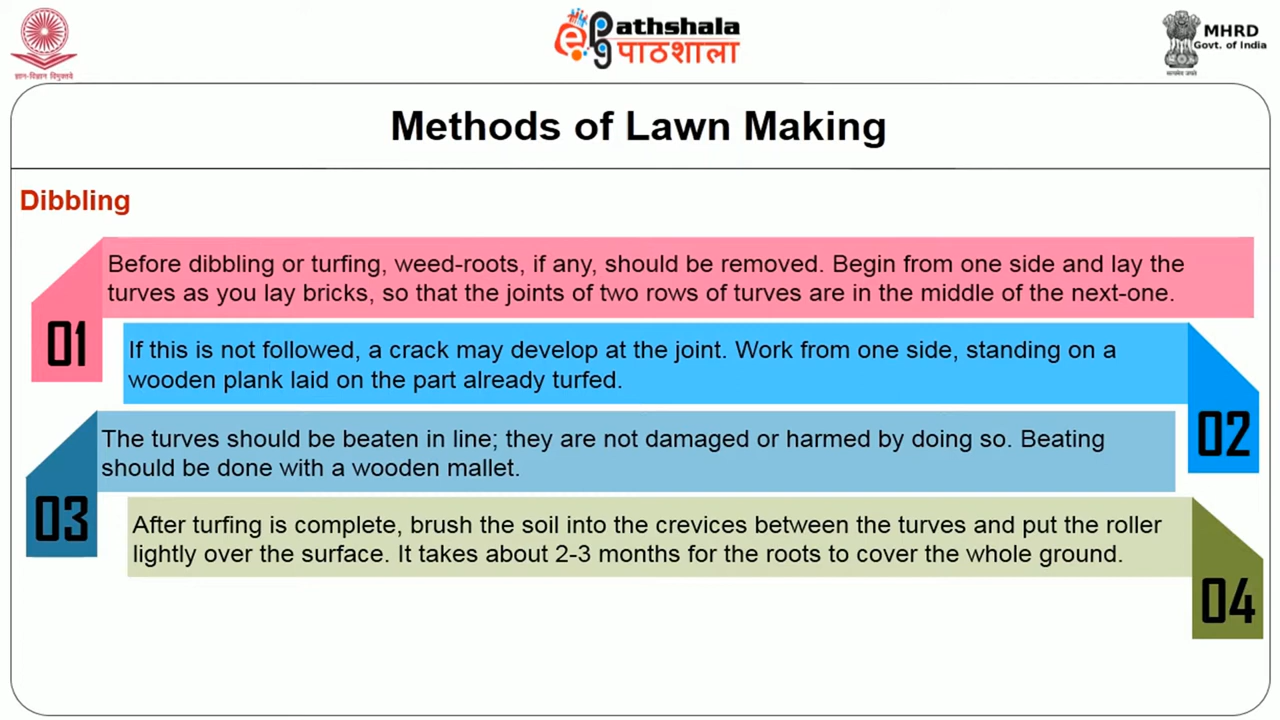 ज्ञान-विज्ञान विमुक्तये
ePG Pathshala
पाठशाला
सत्यमेव जयते
MHRD
Govt. of India
Methods of Lawn Making
Dibbling
01
Before dibbling or turfing, weed-roots, if any, should be removed. Begin from one side and lay the
turves as you lay bricks, so that the joints of two rows of turves are in the middle of the next-one.
If this is not followed, a crack may develop at the joint. Work from one side, standing on a
wooden plank laid on the part already turfed.
02
03
The turves should be beaten in line; they are not damaged or harmed by doing so. Beating
should be done with a wooden mallet.
After turfing is complete, brush the soil into the crevices between the turves and put the roller
lightly over the surface. It takes about 2-3 months for the roots to cover the whole ground.
04